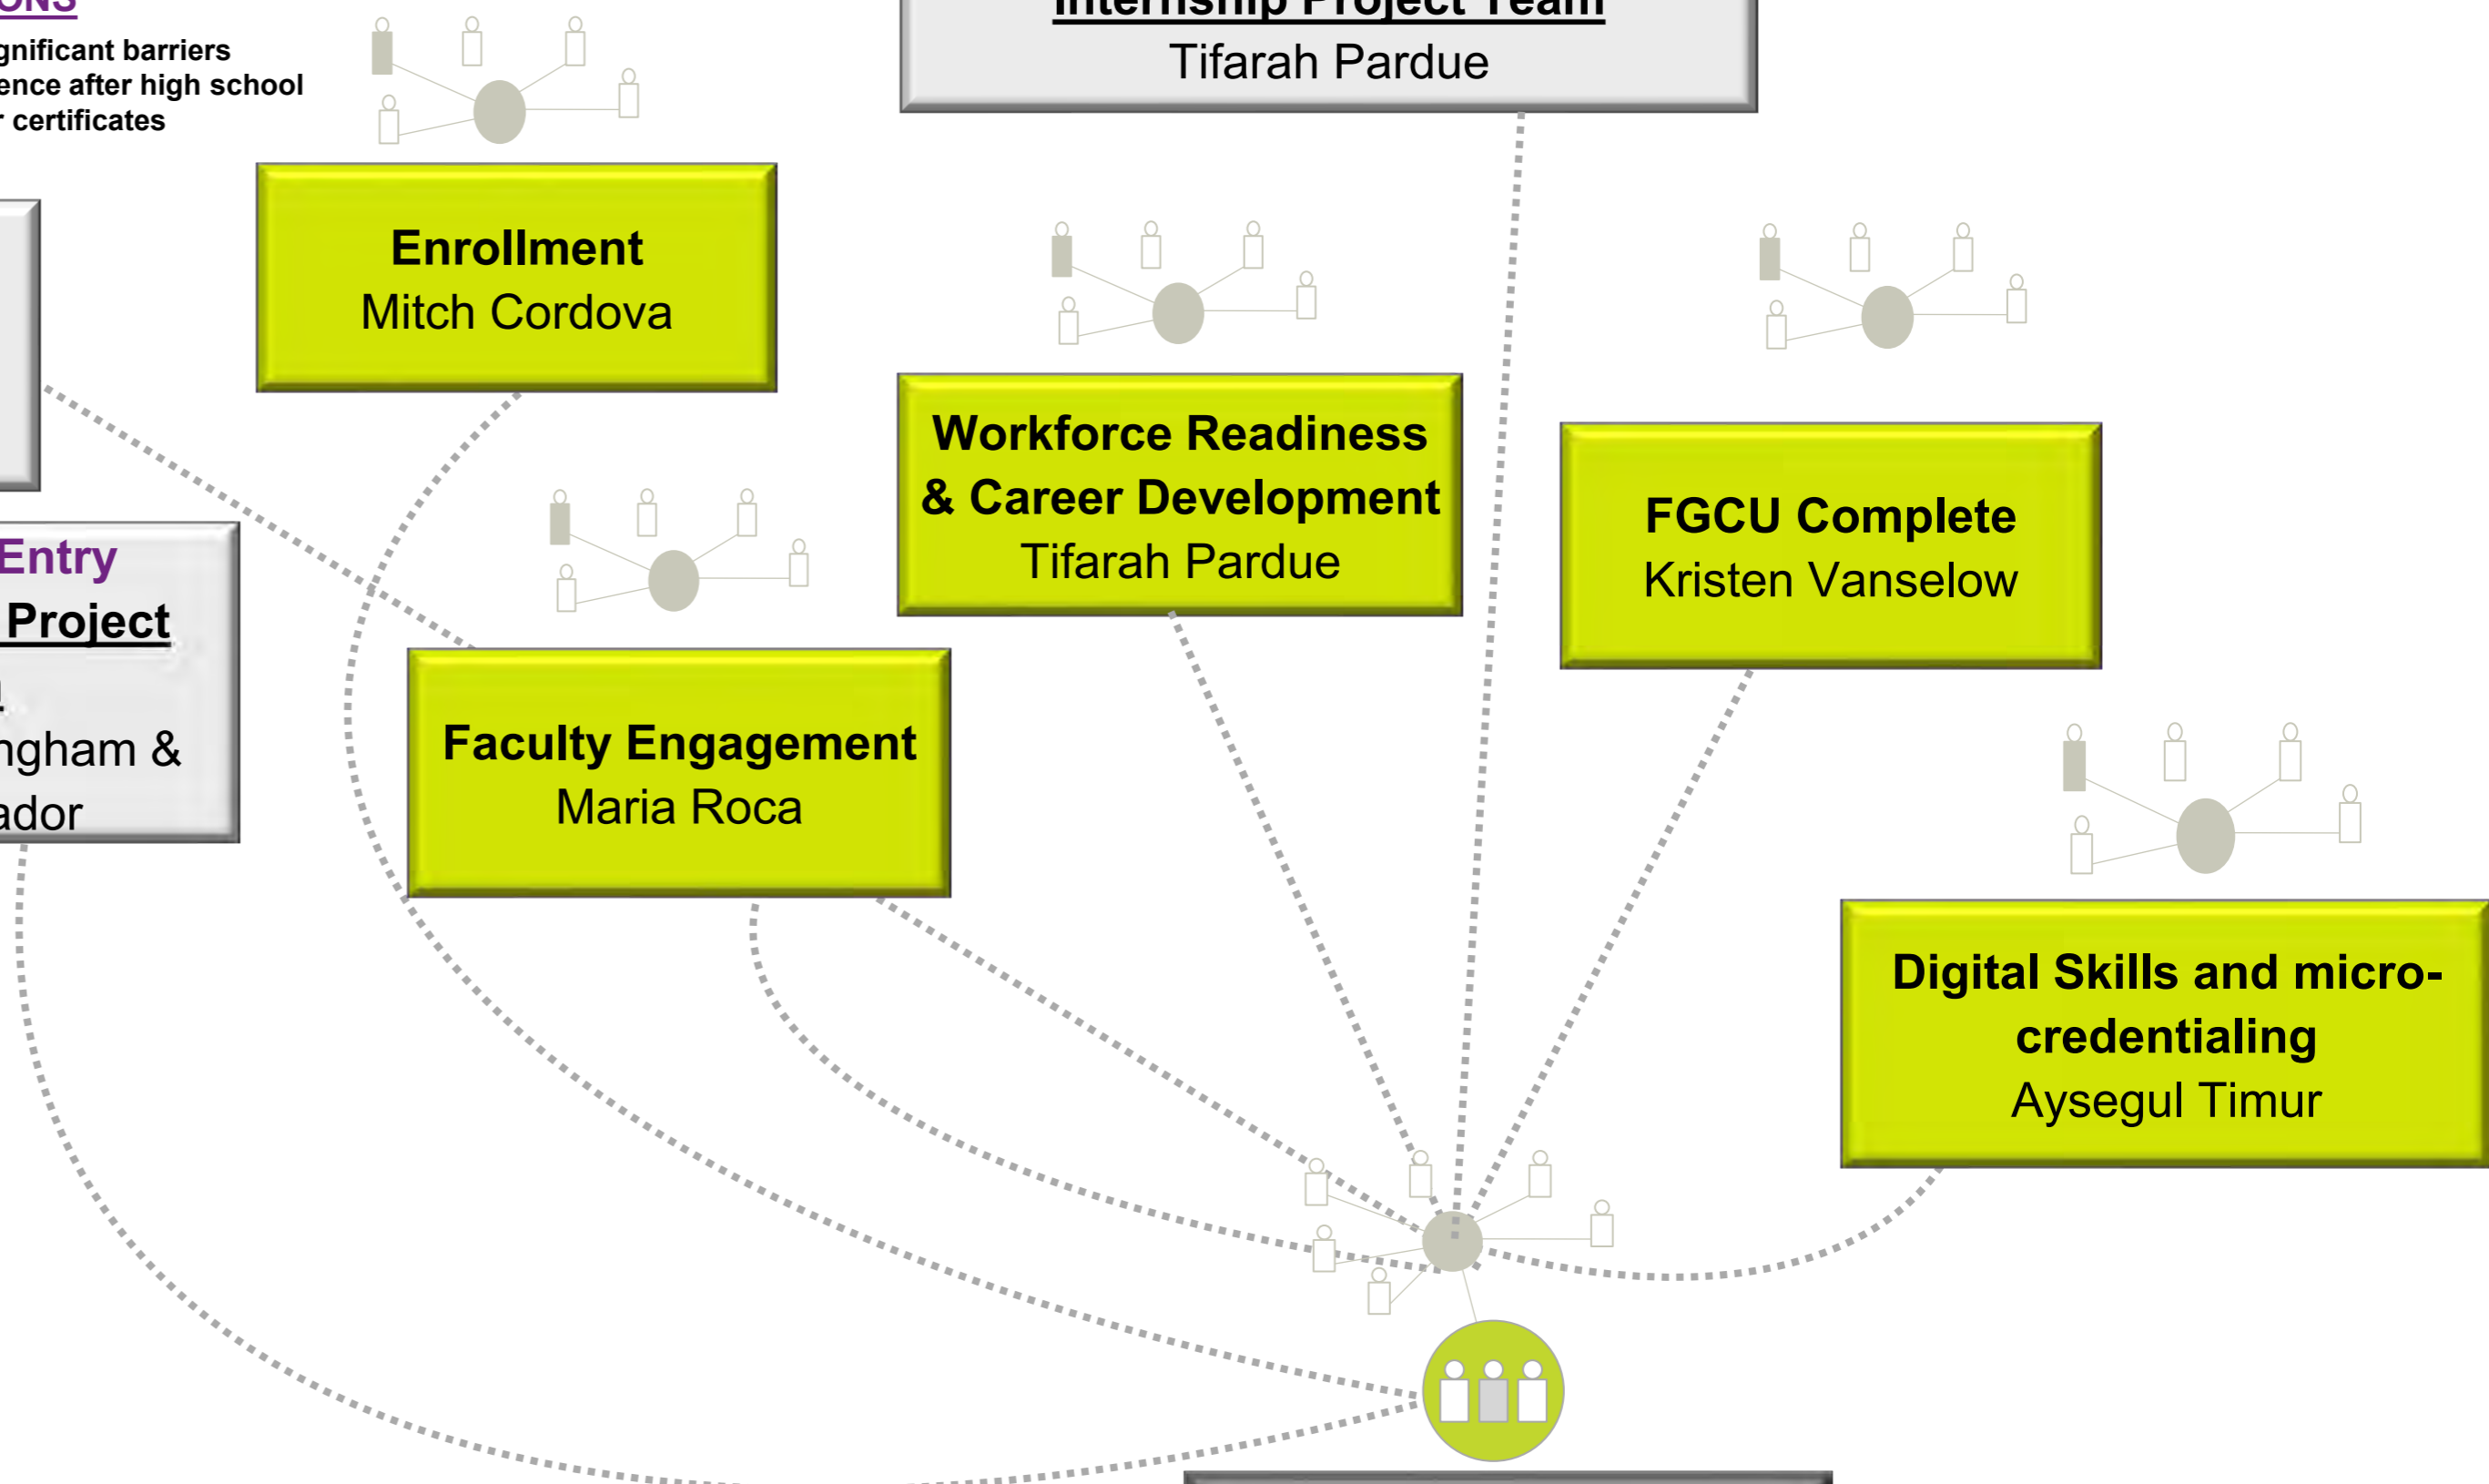 gnificant barriers
ence after high school
r certificates
Internship Project Team
Tifarah Pardue
Enrollment
Mitch Cordova
Workforce Readiness
& Career Development
Tifarah Pardue
FGCU Complete
Kristen Vanselow
Entry
Project
ngham &
ador
Faculty Engagement
Maria Roca
Digital Skills and micro-
credentialing
Aysegul Timur